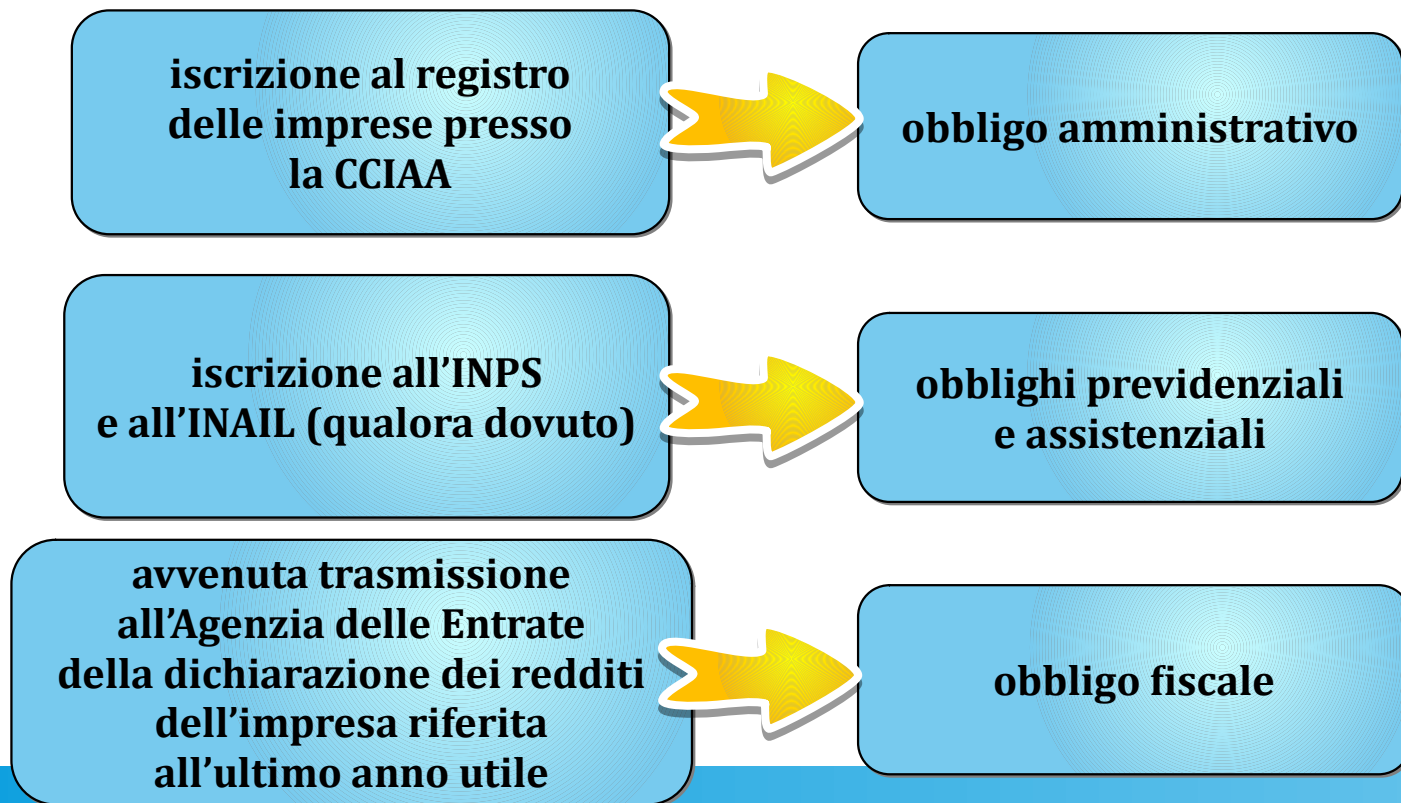 iscrizione al registro
delle imprese presso
la CCIAA
obbligo amministrativo
iscrizione all’INPS
e all’INAIL (qualora dovuto)
obblighi previdenziali
e assistenziali
avvenuta trasmissione
all’Agenzia delle Entrate
della dichiarazione dei redditi
dell’impresa riferita
all’ultimo anno utile
obbligo fiscale